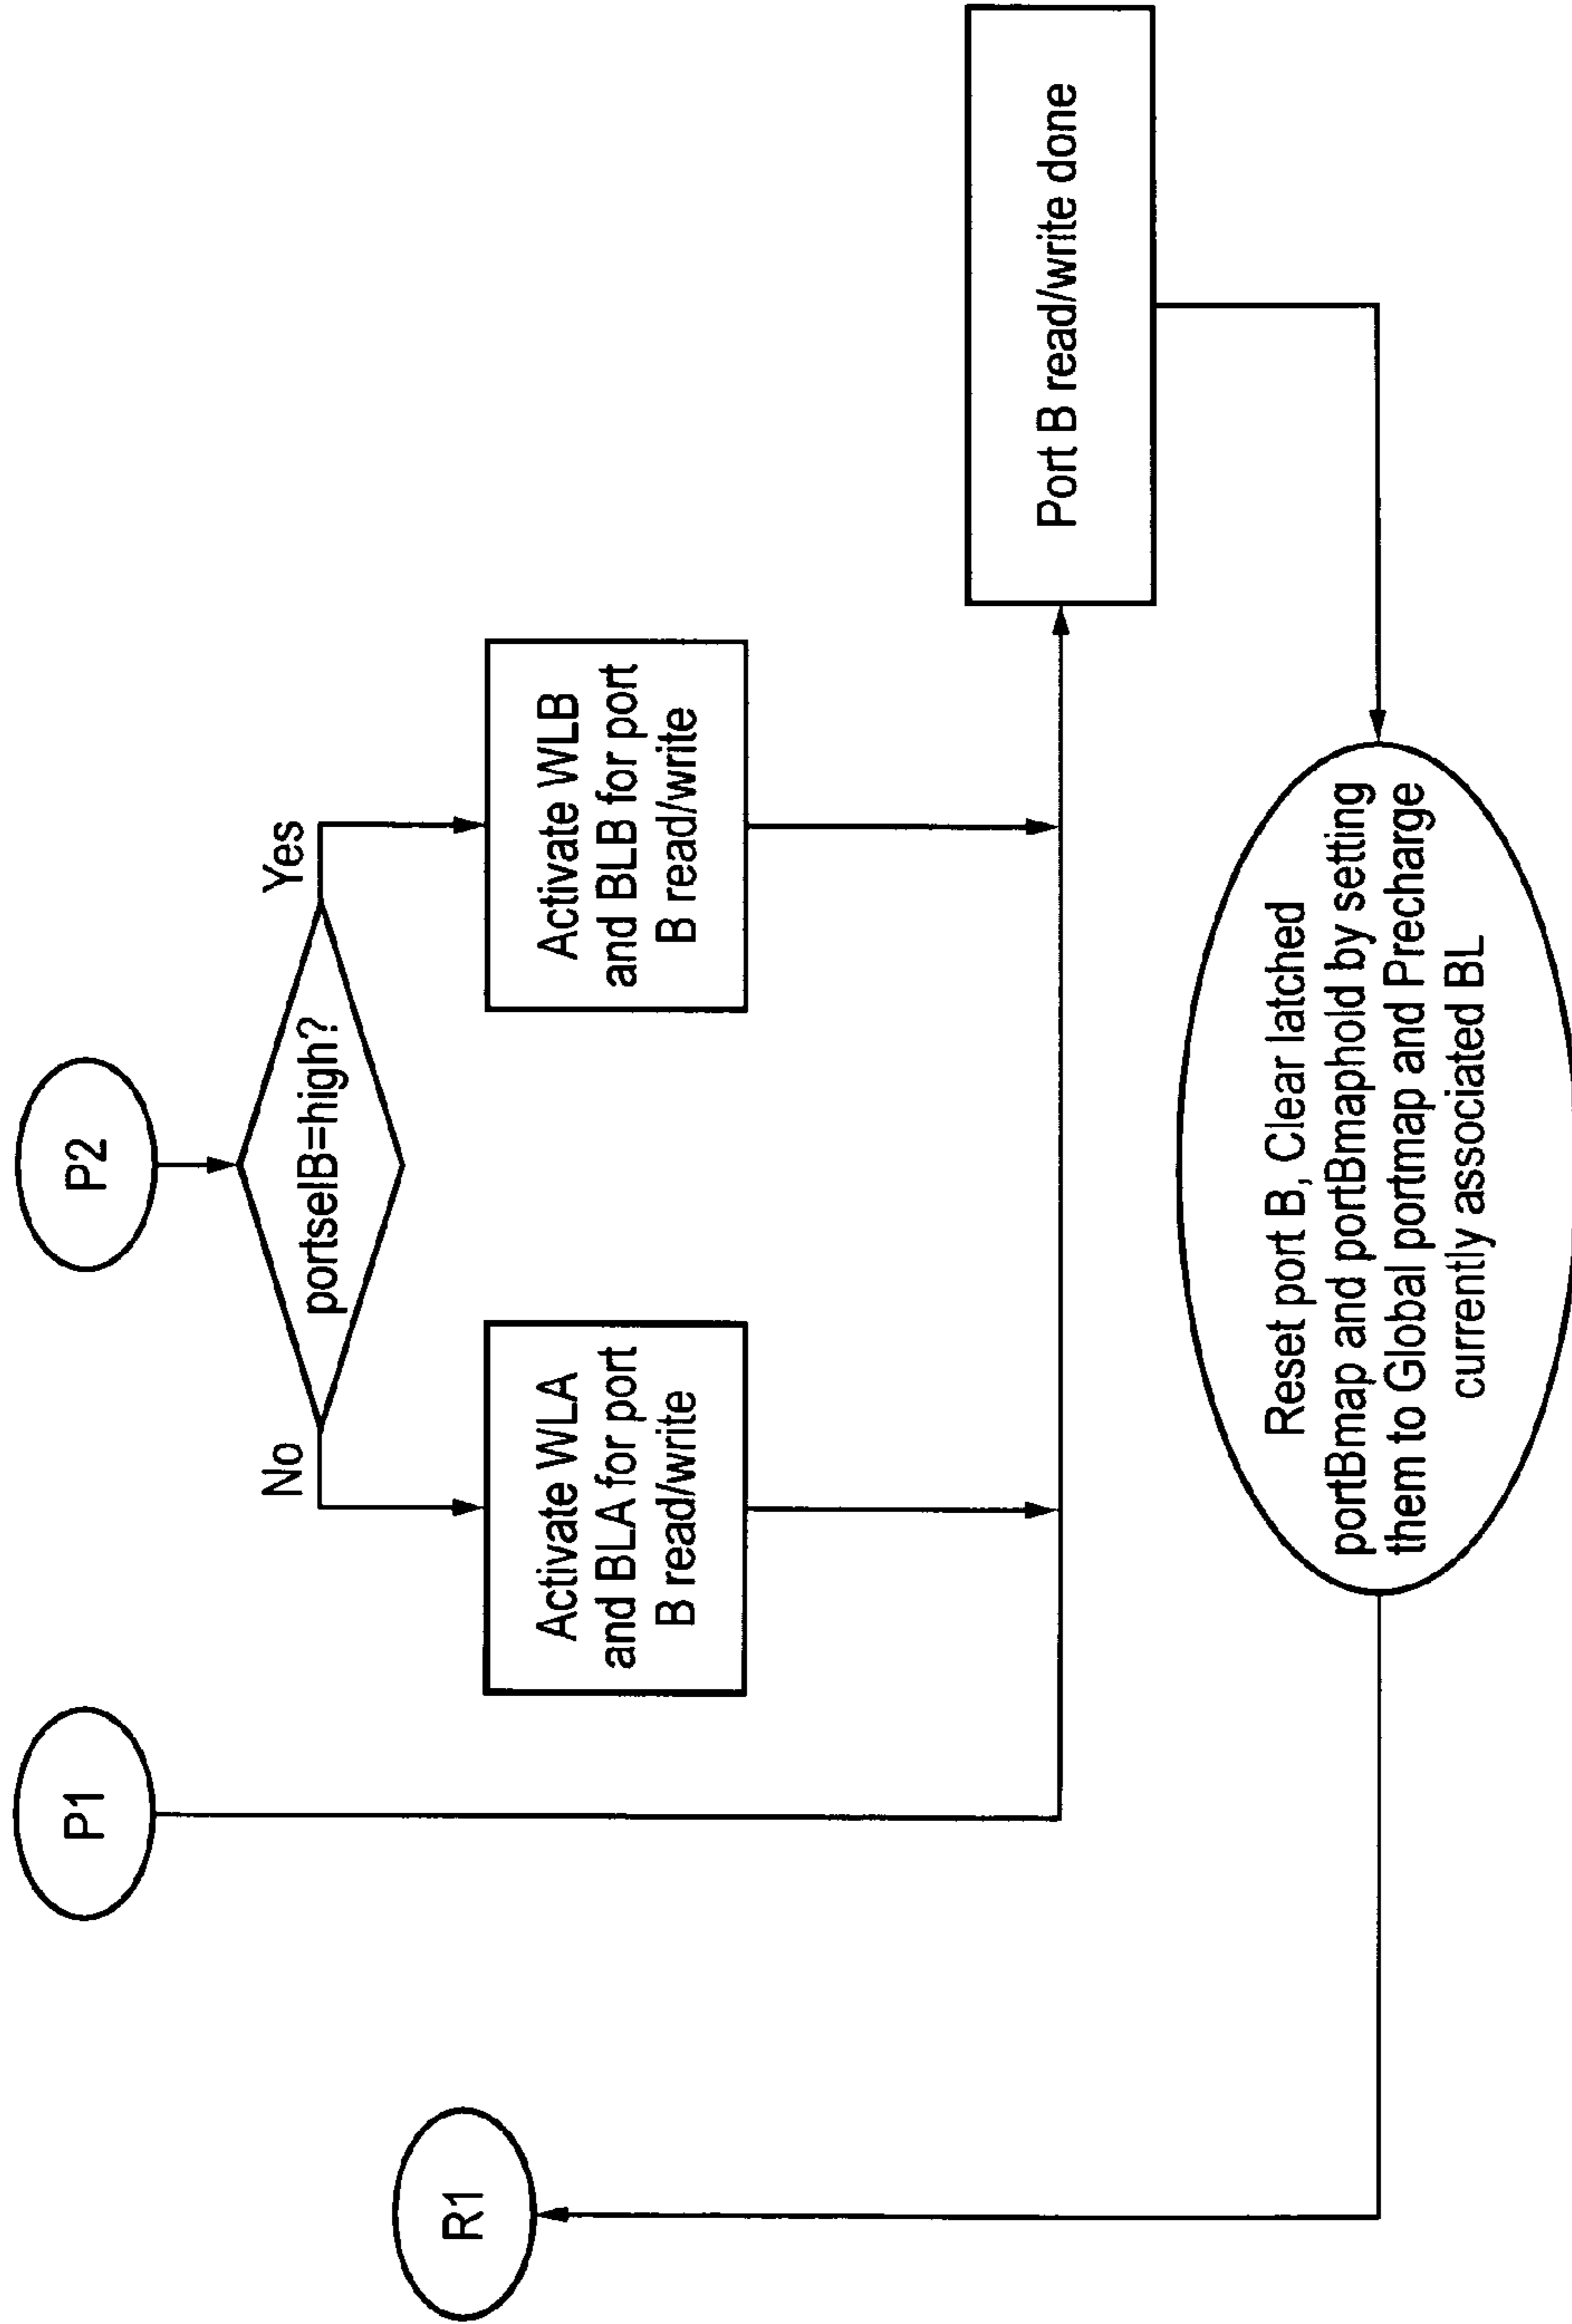 P1
P2
R1
portselB=high?
No
Yes
Activate WLA
and BLA for port
B read/write
Activate WLB
and BLB for port
B read/write
Port B read/write done
Reset port B, Clear latched
portBmap and portBmaphold by setting
them to Global portmap and Precharge
currently associated BL